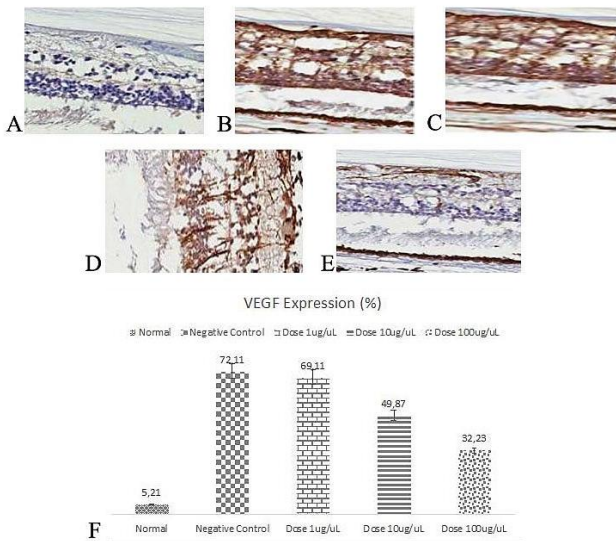 A
B
C
D
E
VEGF Expression (%)
Normal Negative Control Dose 1ug/uL Dose 10ug/uL Dose 100ug/uL
72,11
69,11
49,87
32,23
5,21
F
Normal Negative Control Dose 1ug/uL Dose 10ug/uL Dose 100ug/uL